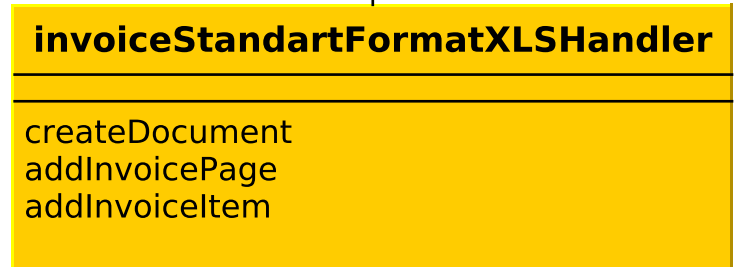 invoiceStandartFormatXLSHandler
createDocument
addInvoicePage
addInvoiceItem